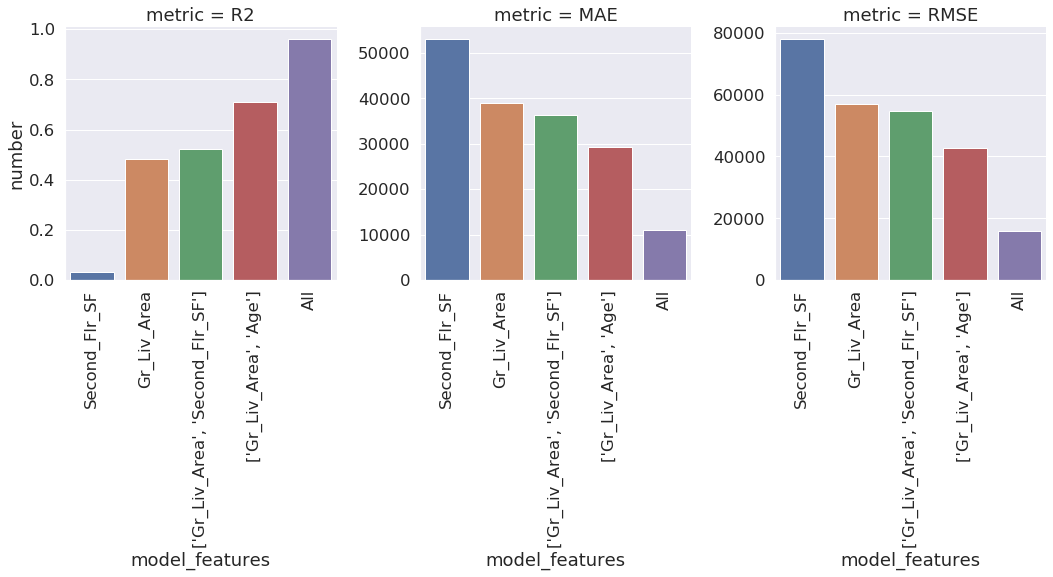 metric = R2
metric = MAE
metric = RMSE
number
1.0
0.8
0.6
0.4
0.2
0.0
50000
40000
30000
20000
10000
0
80000
60000
40000
20000
0
Second_Flr_SF
Gr_Liv_Area
['Gr_Liv_Area', 'Second_Flr_SF']
['Gr_Liv_Area', 'Age']
All
Second_Flr_SF
Gr_Liv_Area
['Gr_Liv_Area', 'Second_Flr_SF']
['Gr_Liv_Area', 'Age']
All
Second_Flr_SF
Gr_Liv_Area
['Gr_Liv_Area', 'Second_Flr_SF']
['Gr_Liv_Area', 'Age']
All
model_features
model_features
model_features